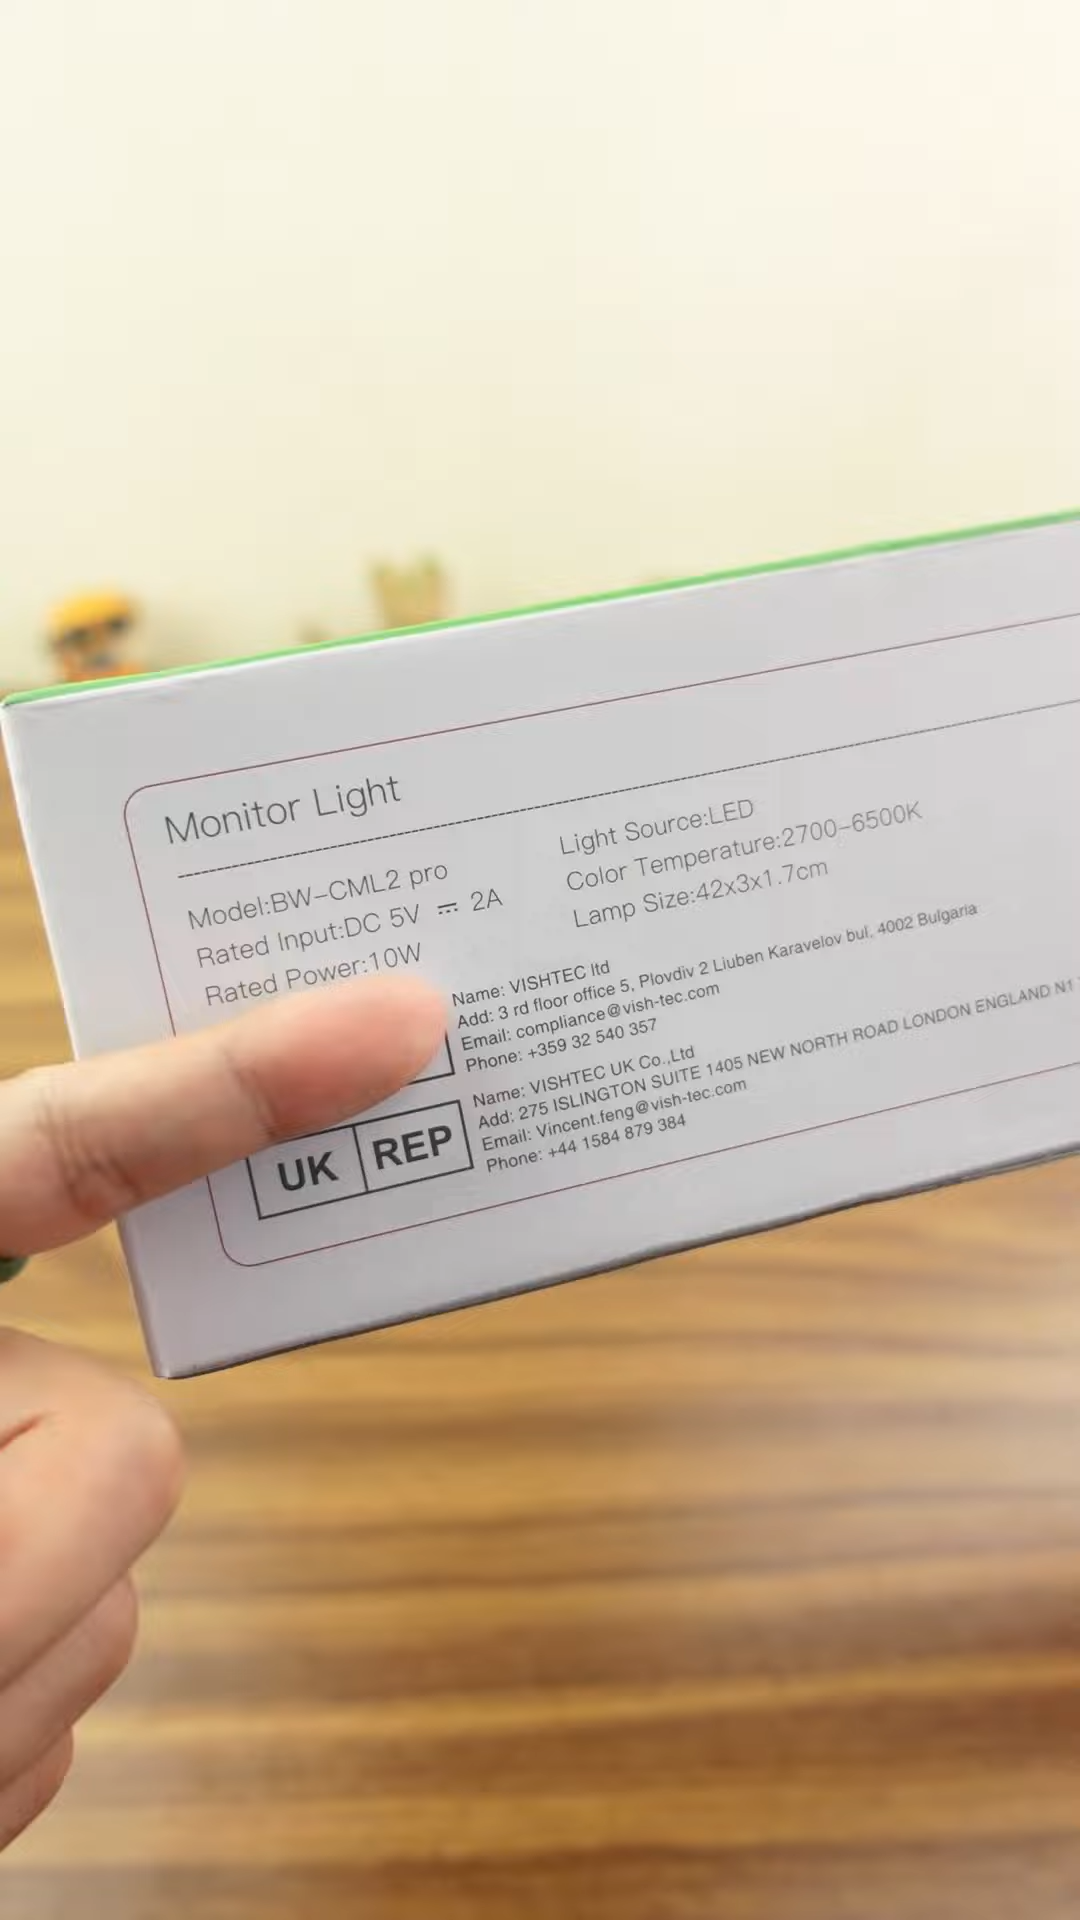 Monitor Light
Model:BW-CML2 pro
Rated Input:DC 5V ⎓ 2A
Rated Power:10W
Light Source:LED
Color Temperature:2700-6500K
Lamp Size:42x3x1.7cm
Name: VISHTEC ltd
Add: 3 rd floor office 5, Plovdiv 2 Liuben Karavelov bul, 4002 Bulgaria
Email: compliance@vish-tec.com
Phone: +359 32 540 357
UK REP
Name: VISHTEC UK Co.,Ltd
Add: 275 ISLINGTON SUITE 1405 NEW NORTH ROAD LONDON ENGLAND N1
Email: Vincent.feng@vish-tec.com
Phone: +44 1584 879 384